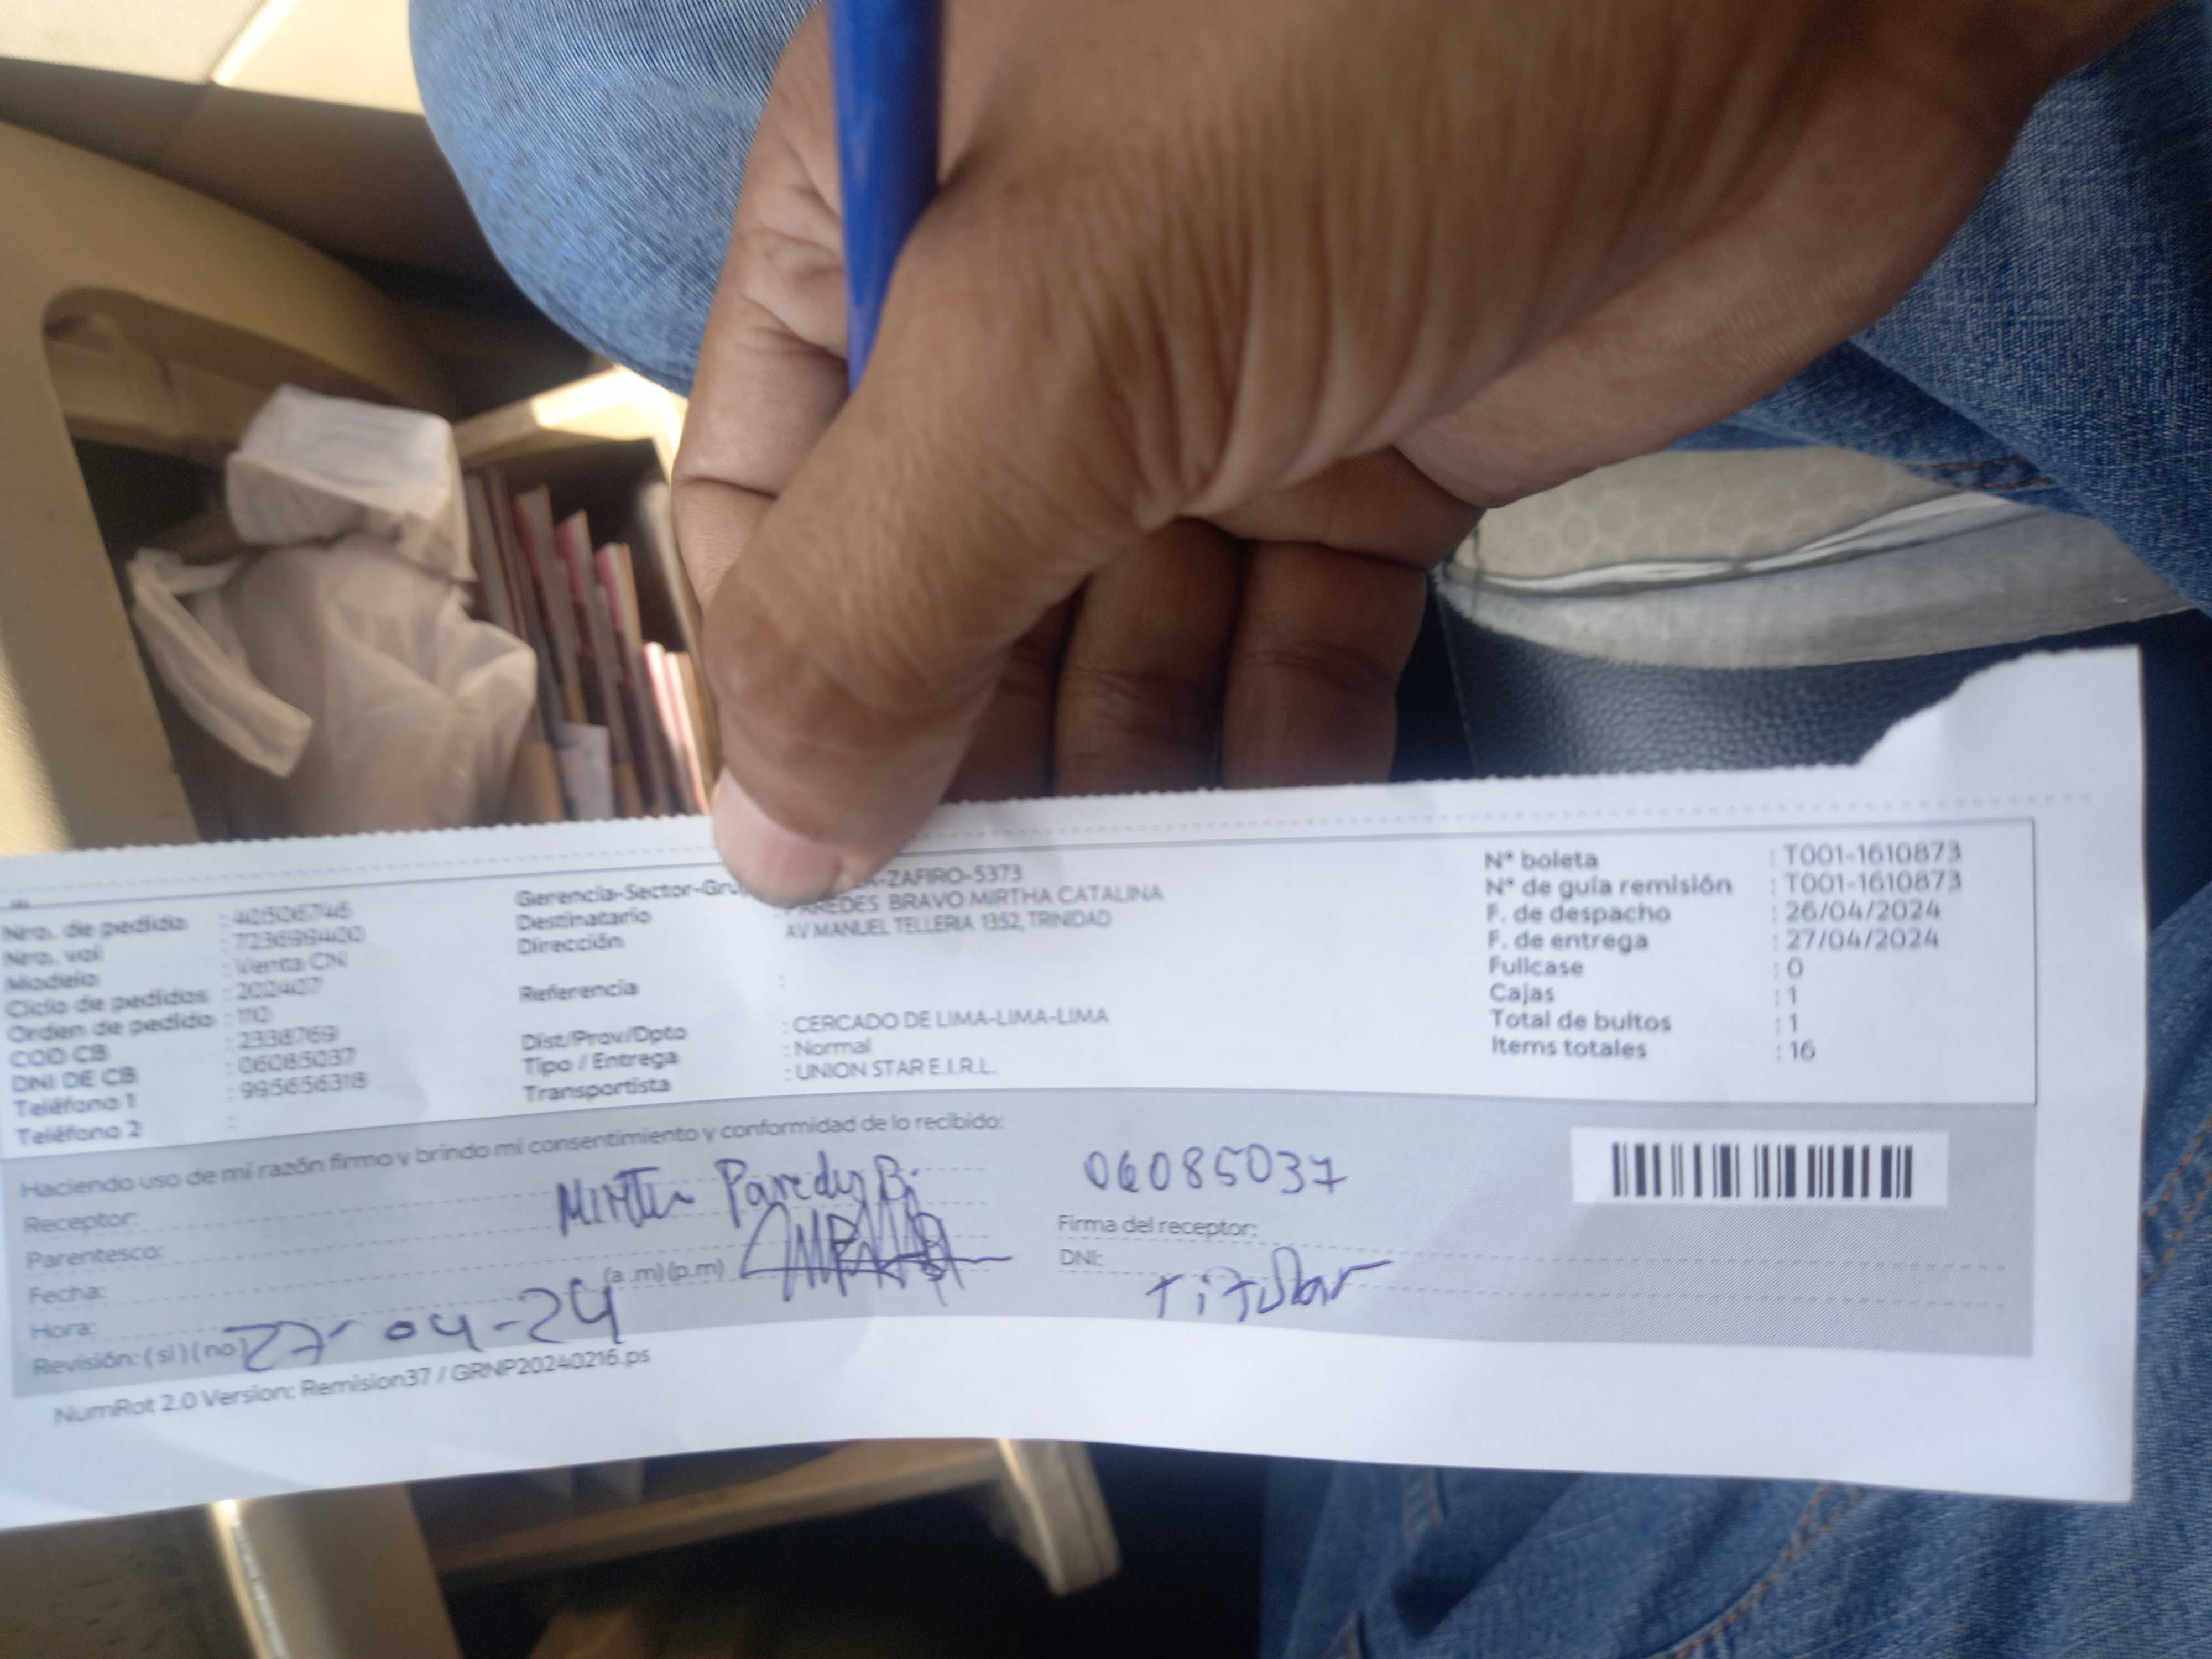 Nro. de pedido : 40506746
Nro. vol : 723699400
Modelo : Venta CN
Ciclo de pedidos : 202407
Orden de pedido : 110
COD CB : 2338769
DNI DE CB : 06085037
Teléfono 1 : 995656318
Teléfono 2 :
Gerencia-Sector-Gru -ZAFIRO-5373
Destinatario : PAREDES BRAVO MIRTHA CATALINA
Dirección : AV MANUEL TELLERIA 1352, TRINIDAD
Referencia :
Dist/Prov/Dpto : CERCADO DE LIMA-LIMA-LIMA
Tipo / Entrega : Normal
Transportista : UNION STAR E.I.R.L.
N° boleta : T001-1610873
N° de guía remisión : T001-1610873
F. de despacho : 26/04/2024
F. de entrega : 27/04/2024
Fullcase : 0
Cajas : 1
Total de bultos : 1
Items totales : 16
Haciendo uso de mi razón firmo y brindo mi consentimiento y conformidad de lo recibido:
Receptor: Paredes B. 06085037
Parentesco: Firma del receptor:
Fecha: (a .m) (p.m) DNI:
Hora: 27-04-24 Titular
Revisión: ( si ) ( no )
NumRot 2.0 Version: Remision37 / GRNP20240216.ps